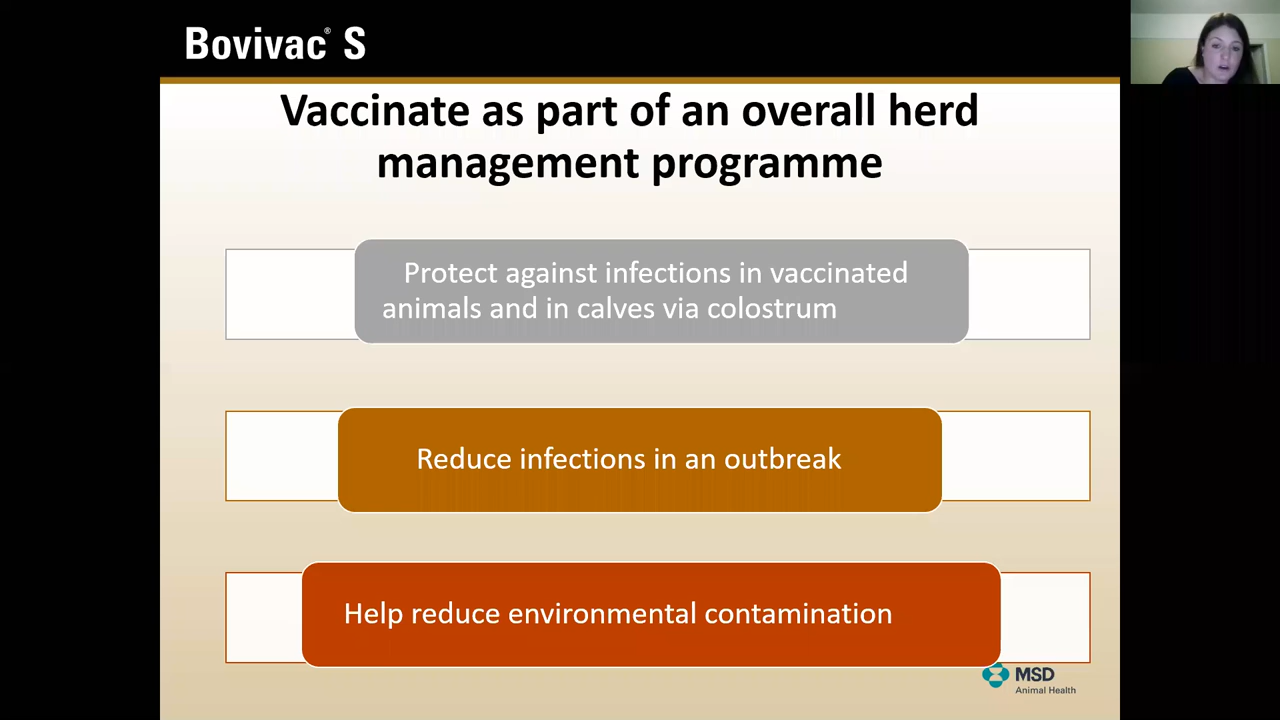 Bovivac® S
Vaccinate as part of an overall herd
management programme
Protect against infections in vaccinated
animals and in calves via colostrum
Reduce infections in an outbreak
Help reduce environmental contamination
MSD
Animal Health